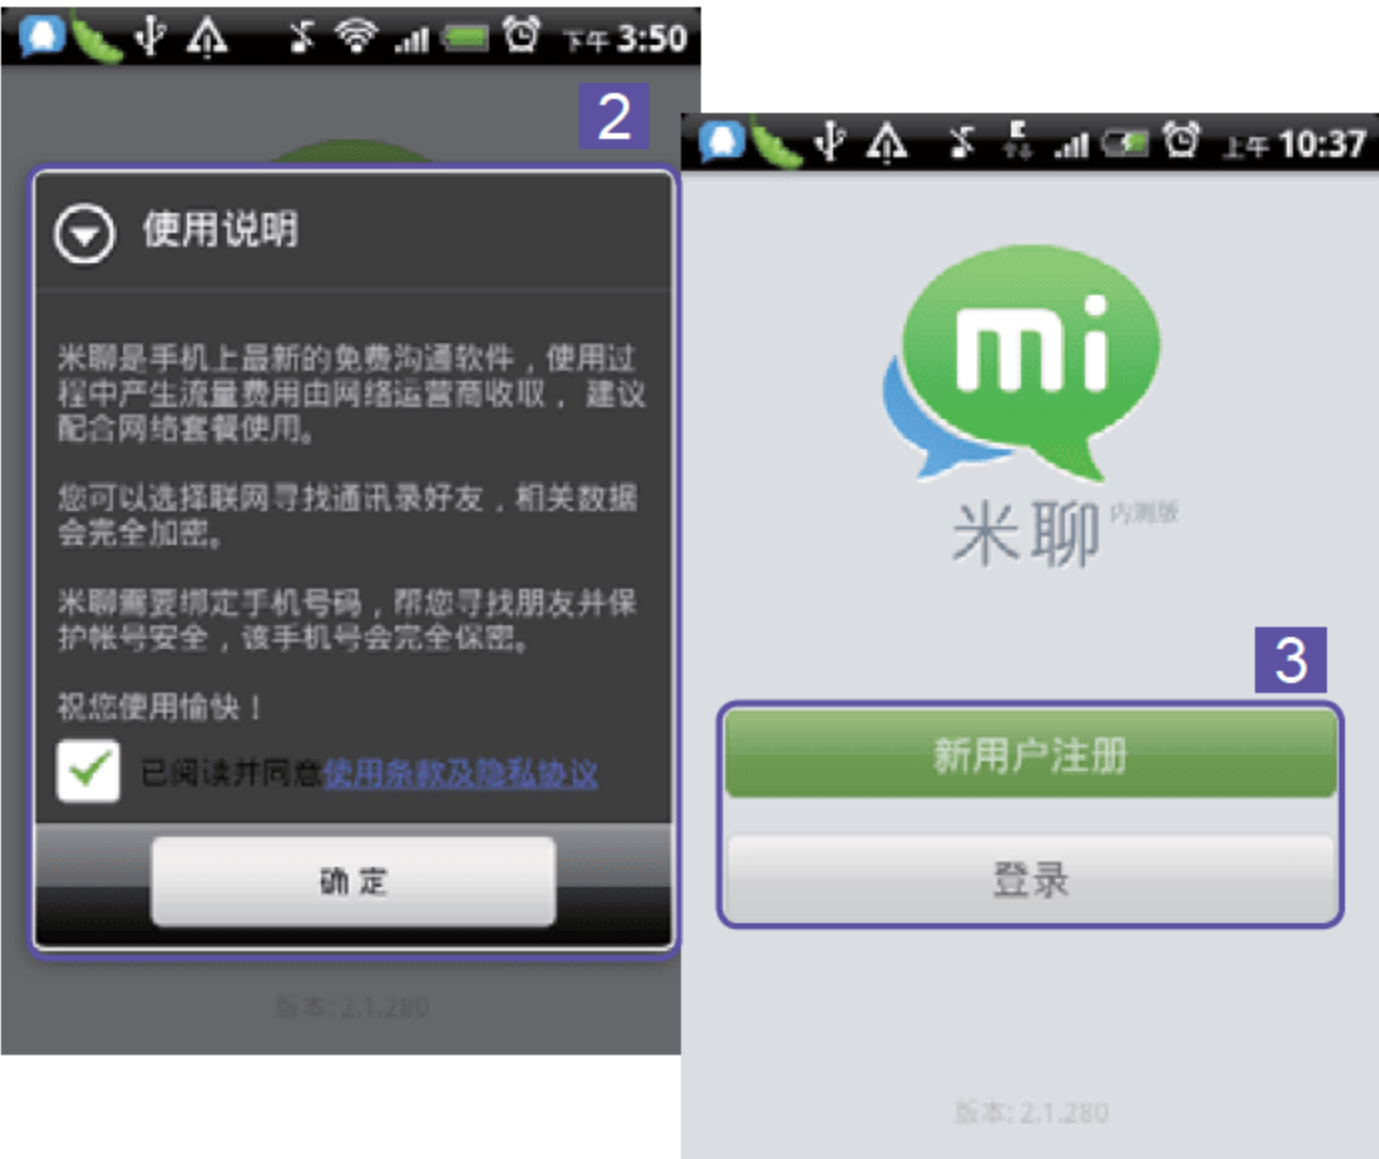 下午 3:50
2
使用说明
米聊是手机上最新的免费沟通软件，使用过
程中产生流量费用由网络运营商收取， 建议
配合网络套餐使用。
您可以选择联网寻找通讯录好友，相关数据
会完全加密。
米聊需要绑定手机号码，帮您寻找朋友并保
护帐号安全，该手机号会完全保密。
祝您使用愉快！
已阅读并同意使用条款及隐私协议
确定
版本: 2.1.280
上午 10:37
mi
米聊 内测版
3
新用户注册
登录
版本: 2.1.280